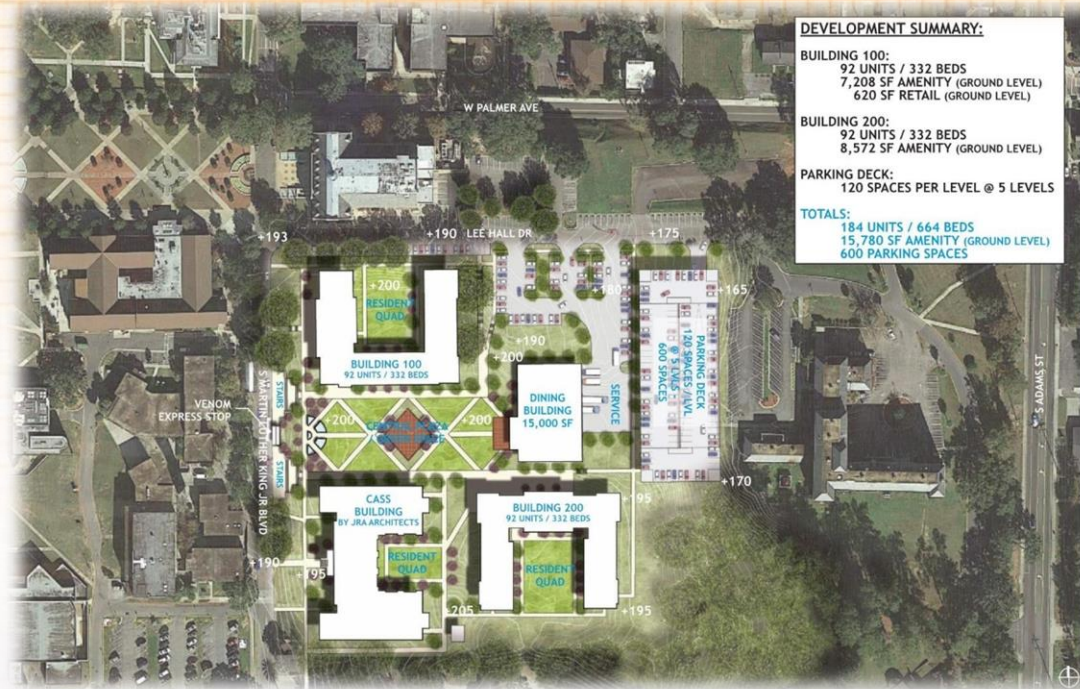 DEVELOPMENT SUMMARY:
BUILDING 100:
92 UNITS / 332 BEDS
7,208 SF AMENITY (GROUND LEVEL)
620 SF RETAIL (GROUND LEVEL)
BUILDING 200:
92 UNITS / 332 BEDS
8,572 SF AMENITY (GROUND LEVEL)
PARKING DECK:
120 SPACES PER LEVEL @ 5 LEVELS
TOTALS:
184 UNITS / 664 BEDS
15,780 SF AMENITY (GROUND LEVEL)
600 PARKING SPACES
W PALMER AVE
+193
+190
LEE HALL DR
+175
+200
RESIDENT
QUAD
+180
+165
+190
+200
BUILDING 100
92 UNITS / 332 BEDS
PARKING DECK
120 SPACES/LVL
@ 5 LVLS
600 SPACES
S ADAMS ST
STAIRS
VENOM
EXPRESS STOP
S MARTIN LUTHER KING JR BLVD
+200
+200
CENTRAL PLAZA
DINING
BUILDING
15,000 SF
SERVICE
STAIRS
+170
CASS
BUILDING
BY JRA ARCHITECTS
+195
BUILDING 200
92 UNITS / 332 BEDS
RESIDENT
QUAD
+190
+195
RESIDENT
QUAD
+205
+195